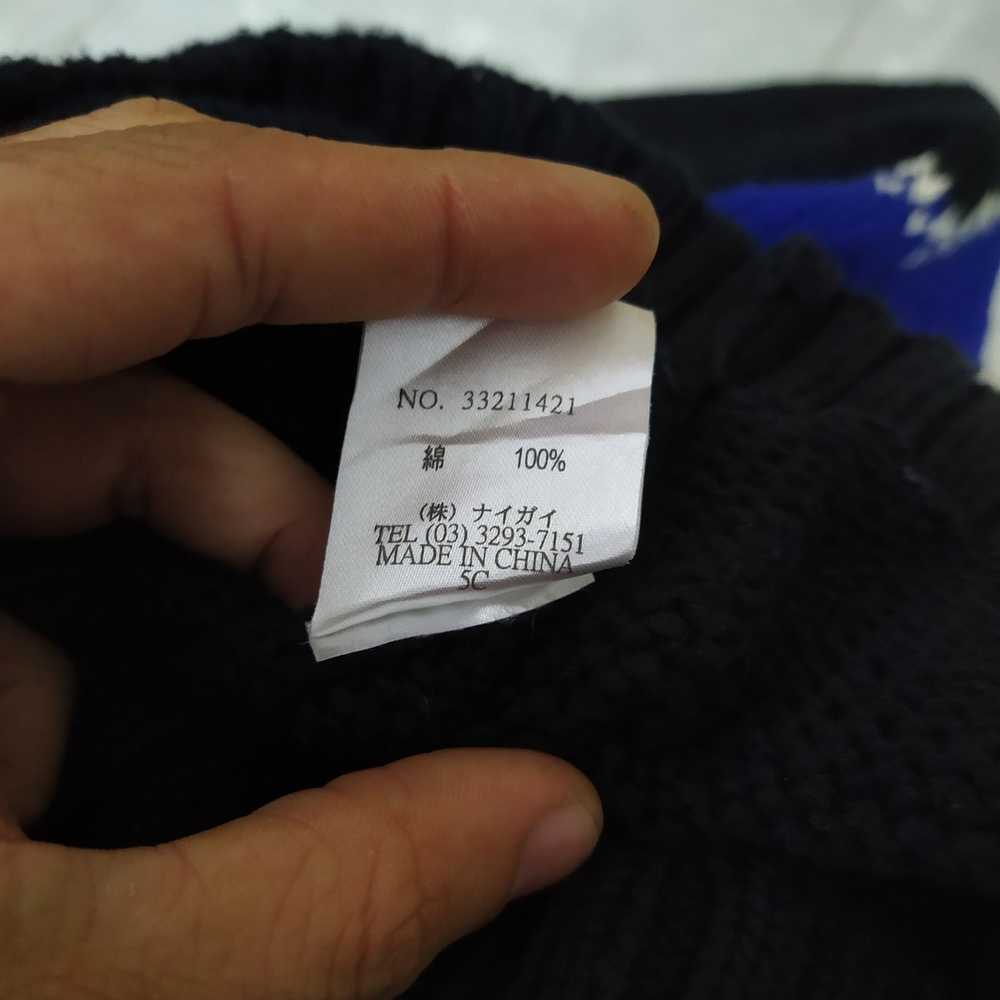 NO. 33211421
綿 100%
(株) ナイガイ
TEL (03) 3293-7151
MADE IN CHINA
5C